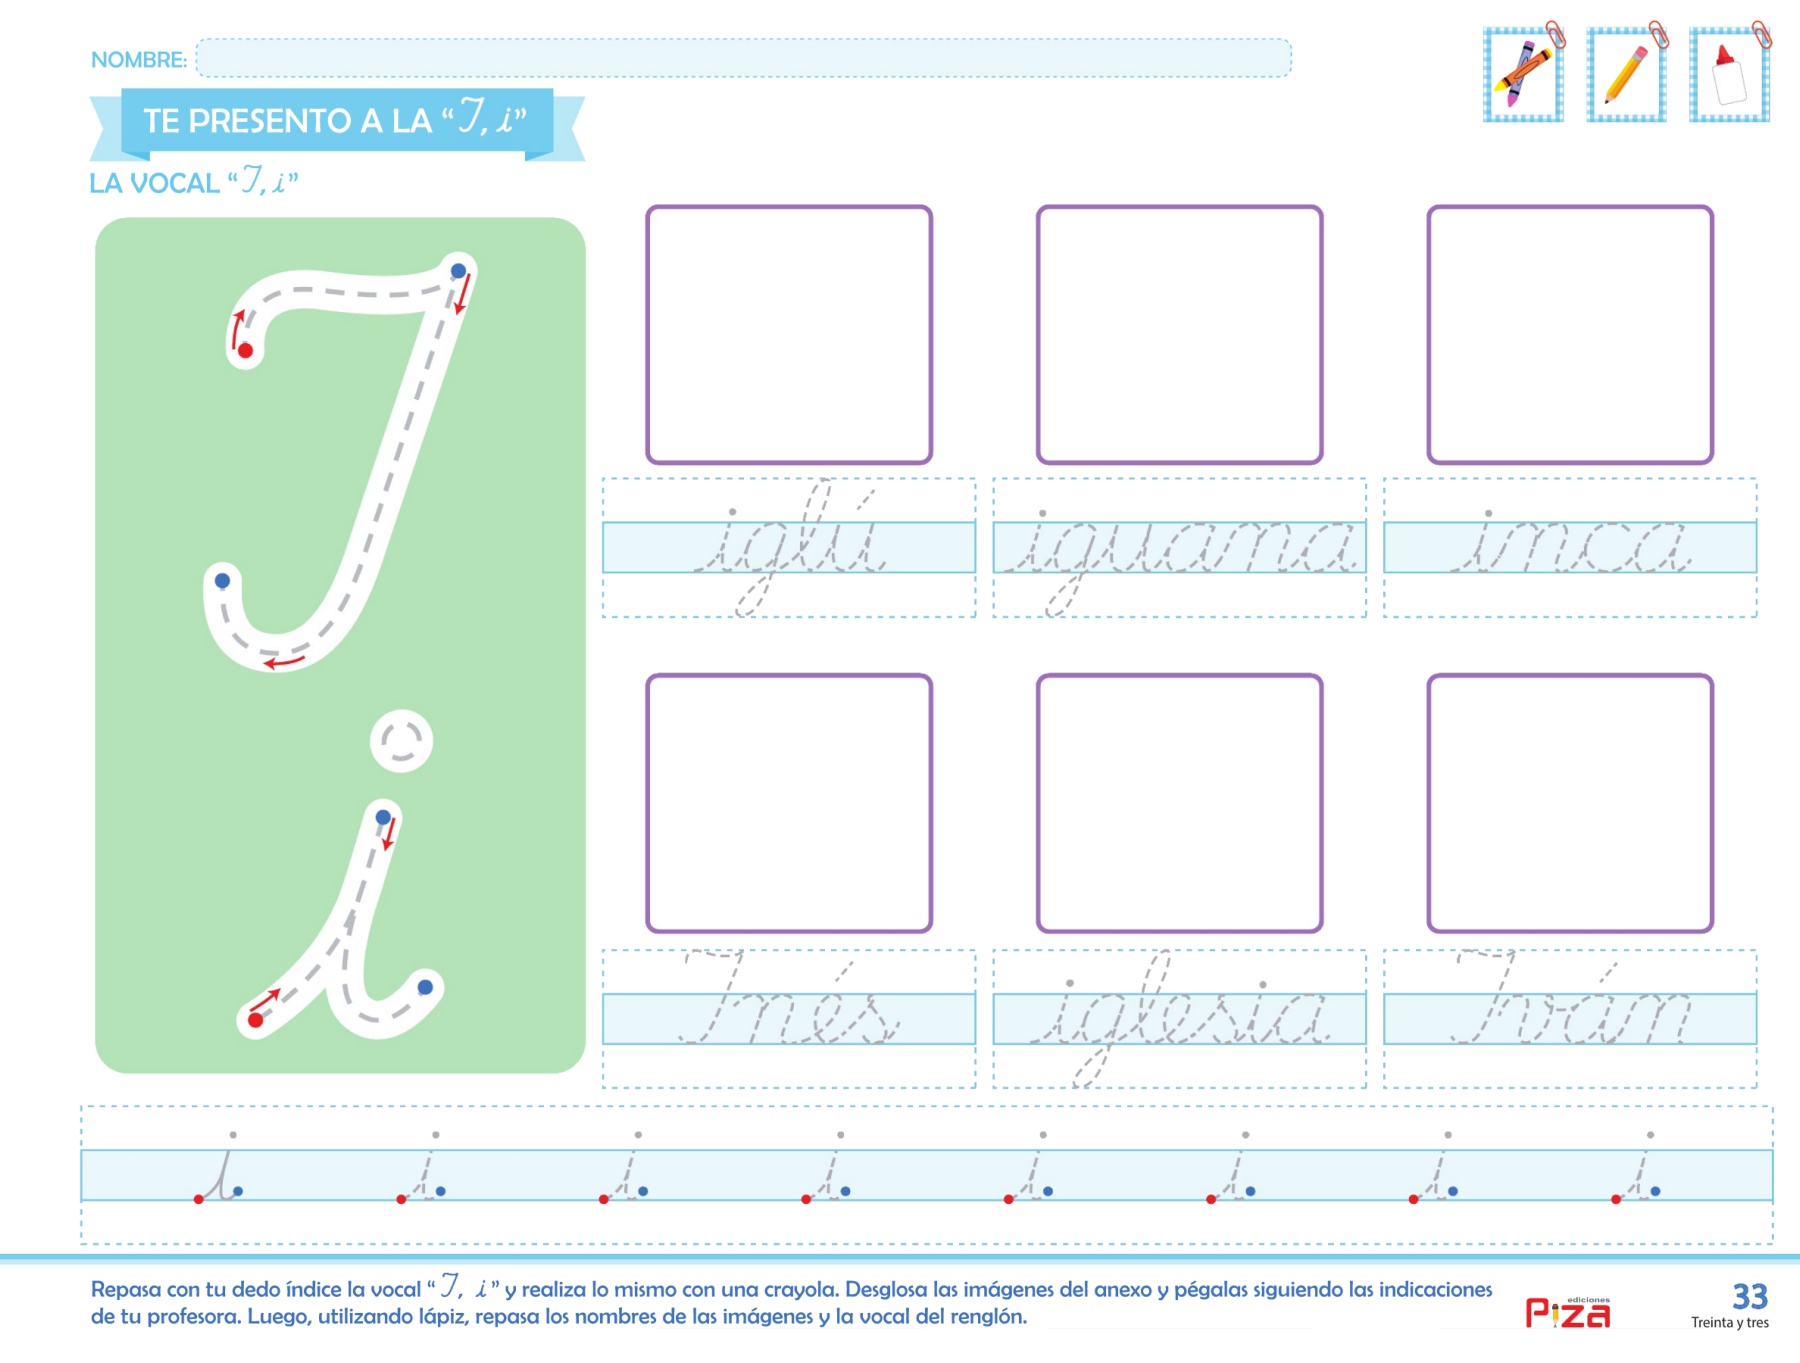 NOMBRE:
TE PRESENTO A LA “I, i”
LA VOCAL “I, i”
I
i
iglú iguana inca
Inés iglesia Iván
i i i i i i i i
Repasa con tu dedo índice la vocal “I, i” y realiza lo mismo con una crayola. Desglosa las imágenes del anexo y pégalas siguiendo las indicaciones
de tu profesora. Luego, utilizando lápiz, repasa los nombres de las imágenes y la vocal del renglón.
ediciones
Piza
33
Treinta y tres